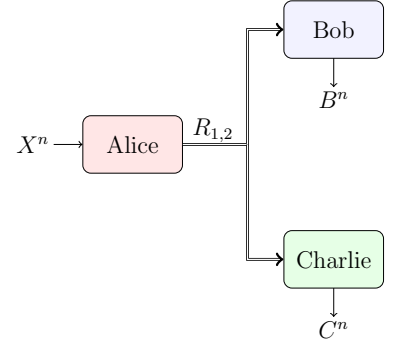 Bob
B^n
R_{1,2}
X^n
Alice
Charlie
C^n